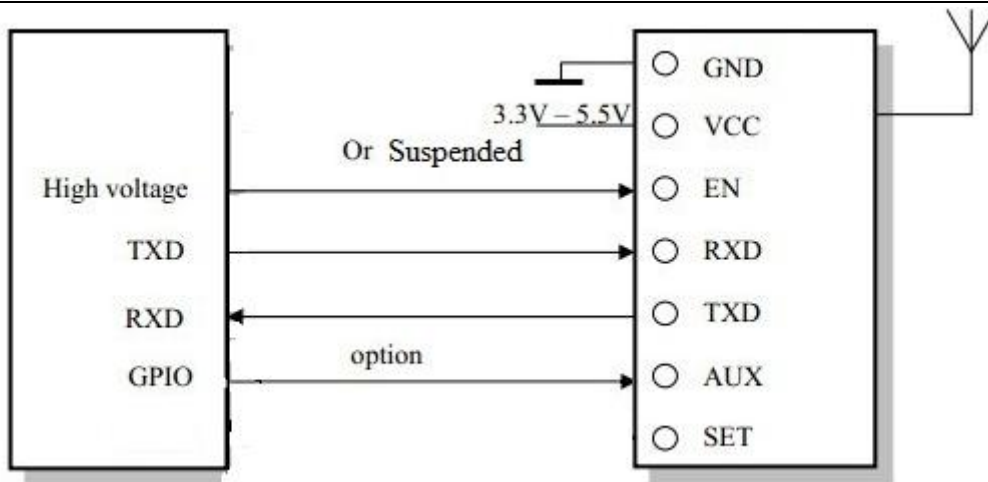 GND
3.3V – 5.5V
VCC
Or Suspended
High voltage
EN
TXD
RXD
RXD
TXD
option
GPIO
AUX
SET